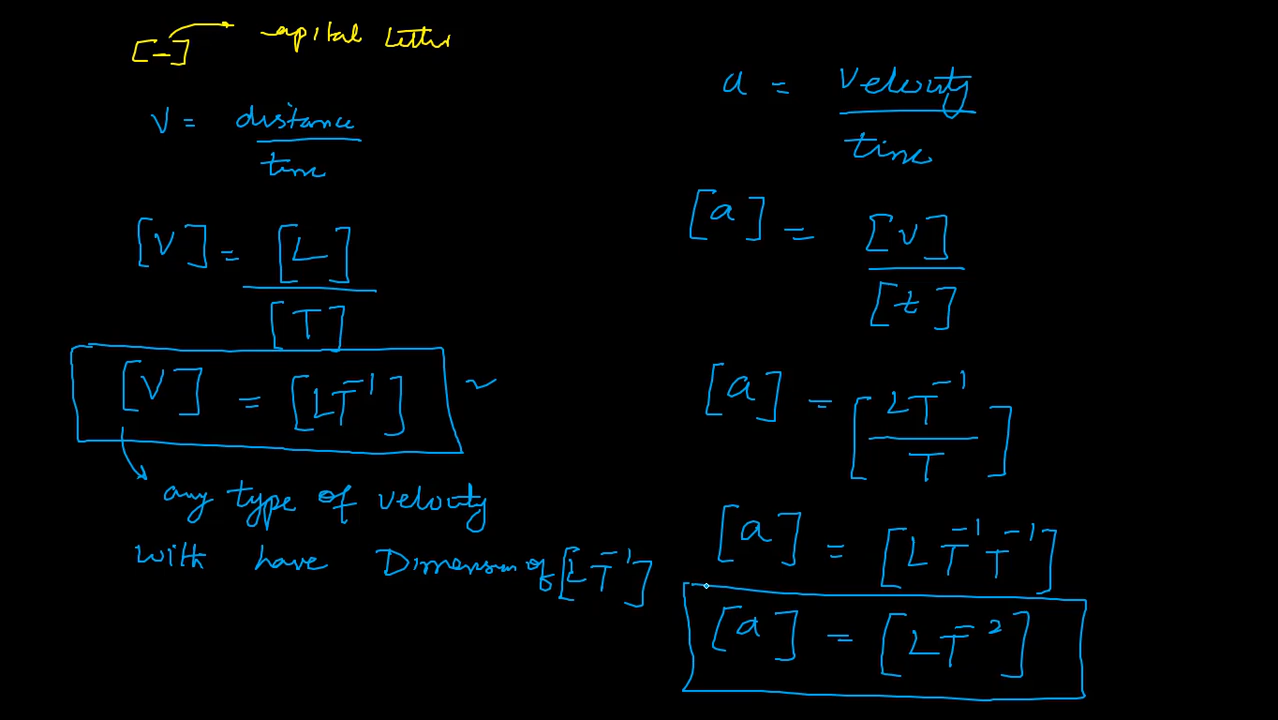 [-] → capital Letter
V = distance / time
[V] = [L] / [T]
[V] = [LT⁻¹]
any type of velocity
with have Dimension of [LT⁻¹]
a = Velocity / time
[a] = [v] / [t]
[a] = [LT⁻¹ / T]
[a] = [LT⁻¹T⁻¹]
[a] = [LT⁻²]